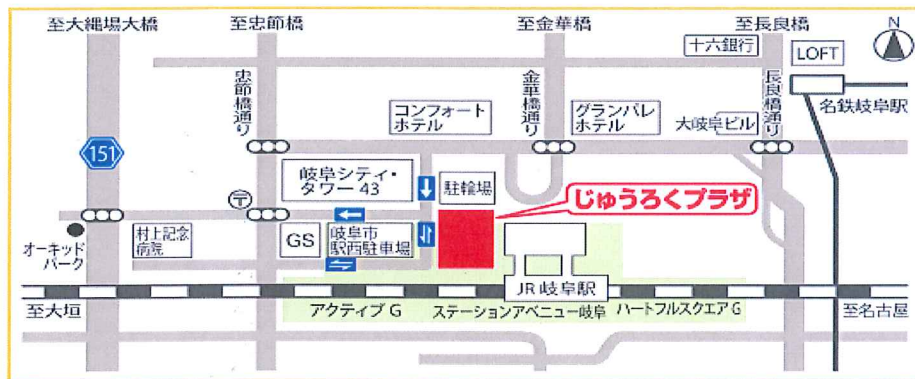 至大縄場大橋
至忠節橋
至金華橋
至長良橋
N
十六銀行
LOFT
忠節橋通り
金華橋通り
長良橋通り
名鉄岐阜駅
コンフォート
ホテル
グランパレ
ホテル
大岐阜ビル
151
岐阜シティ・
タワー 43
駐輪場
じゅうろくプラザ
〒
オーキッド
パーク
村上記念
病院
GS
岐阜市
駅西駐車場
JR 岐阜駅
至大垣
アクティブ G
ステーションアベニュー岐阜
ハートフルスクエア G
至名古屋